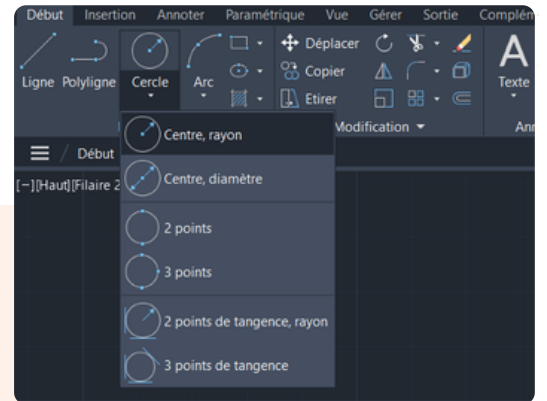 Début Insertion Annoter Paramétrique Vue Gérer Sortie
Déplacer
Ligne Polyligne Cercle Arc Copier Texte
Etirer
Modification
Début
Centre, rayon
[−][Haut][Filaire 2
Centre, diamètre
2 points
3 points
2 points de tangence, rayon
3 points de tangence